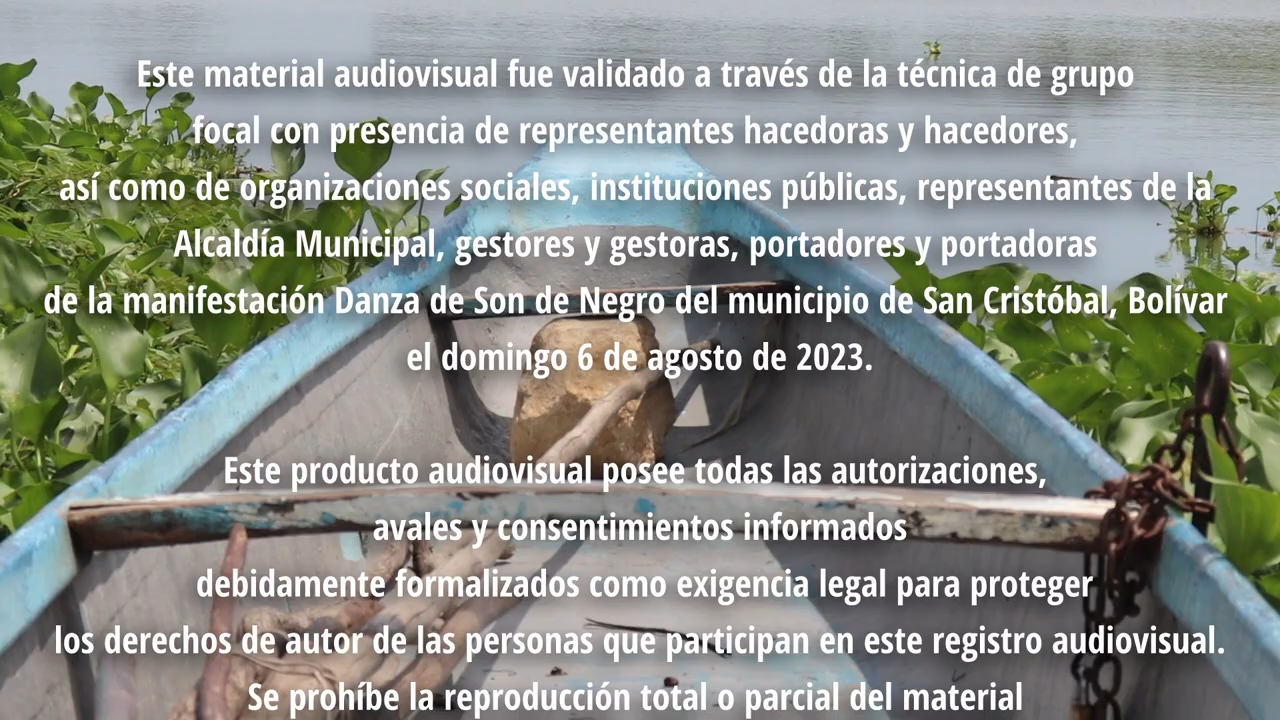 Este material audiovisual fue validado a través de la técnica de grupo
focal con presencia de representantes hacedoras y hacedores,
así como de organizaciones sociales, instituciones públicas, representantes de la
Alcaldía Municipal, gestores y gestoras, portadores y portadoras
de la manifestación Danza de Son de Negro del municipio de San Cristóbal, Bolívar
el domingo 6 de agosto de 2023.
Este producto audiovisual posee todas las autorizaciones,
avales y consentimientos informados
debidamente formalizados como exigencia legal para proteger
los derechos de autor de las personas que participan en este registro audiovisual.
Se prohíbe la reproducción total o parcial del material